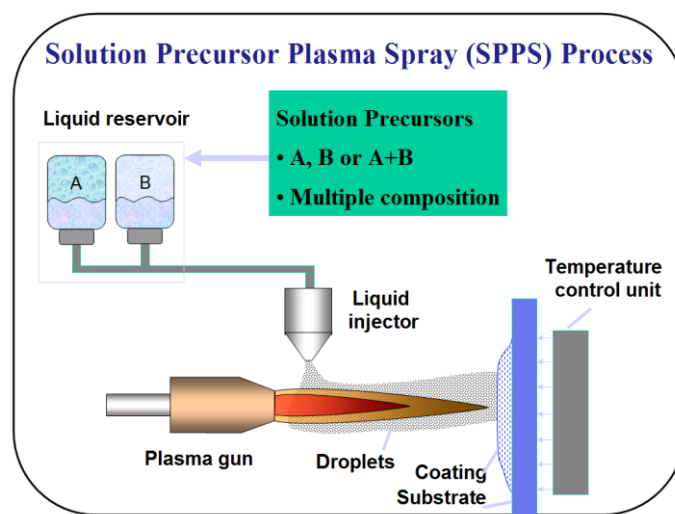 Solution Precursor Plasma Spray (SPPS) Process
Liquid reservoir
A
B
Solution Precursors
• A, B or A+B
• Multiple composition
Liquid
injector
Temperature
control unit
Plasma gun
Droplets
Coating
Substrate